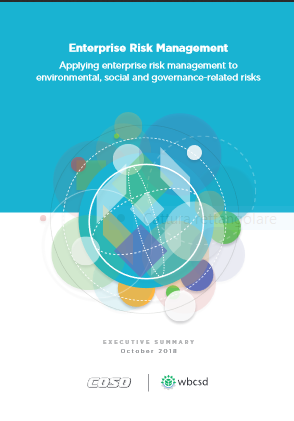 Enterprise Risk Management
Applying enterprise risk management to
environmental, social and governance-related risks
EXECUTIVE SUMMARY
October 2018
COSO
wbcsd